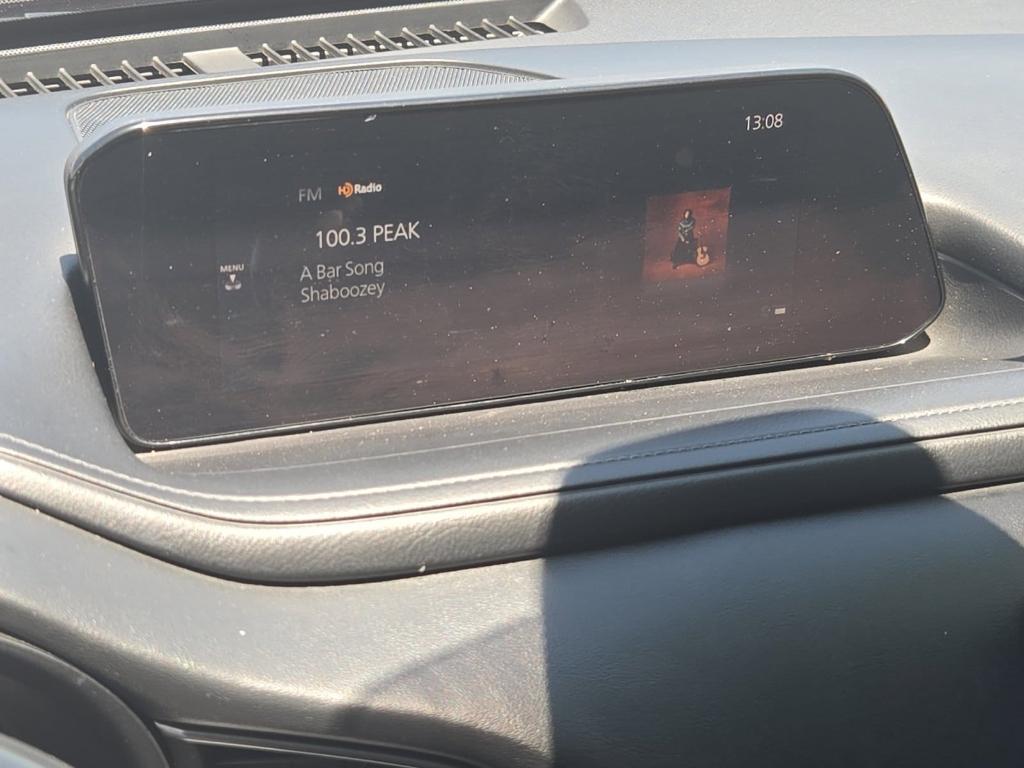 13:08
FM HD Radio
100.3 PEAK
MENU
A Bar Song
Shaboozey